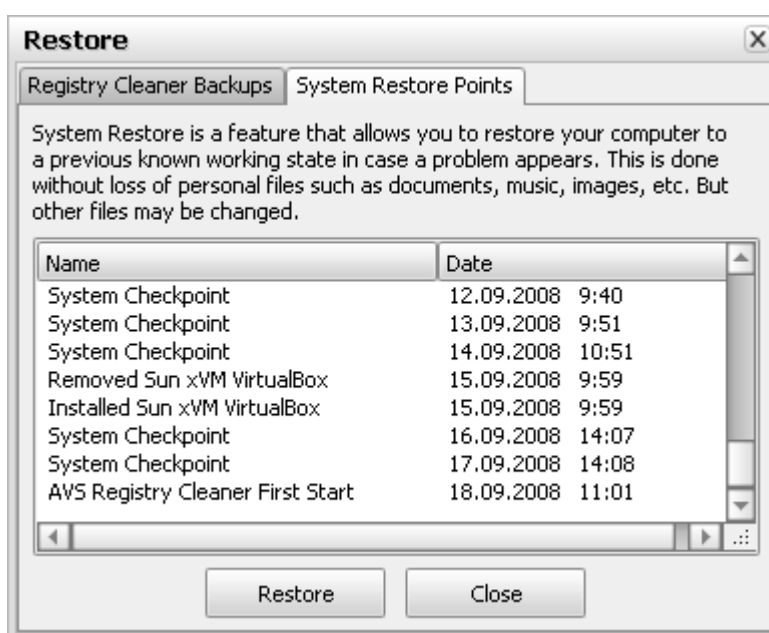 Restore
Registry Cleaner Backups System Restore Points
System Restore is a feature that allows you to restore your computer to
a previous known working state in case a problem appears. This is done
without loss of personal files such as documents, music, images, etc. But
other files may be changed.
Name Date
System Checkpoint 12.09.2008 9:40
System Checkpoint 13.09.2008 9:51
System Checkpoint 14.09.2008 10:51
Removed Sun xVM VirtualBox 15.09.2008 9:59
Installed Sun xVM VirtualBox 15.09.2008 9:59
System Checkpoint 16.09.2008 14:07
System Checkpoint 17.09.2008 14:08
AVS Registry Cleaner First Start 18.09.2008 11:01
Restore Close